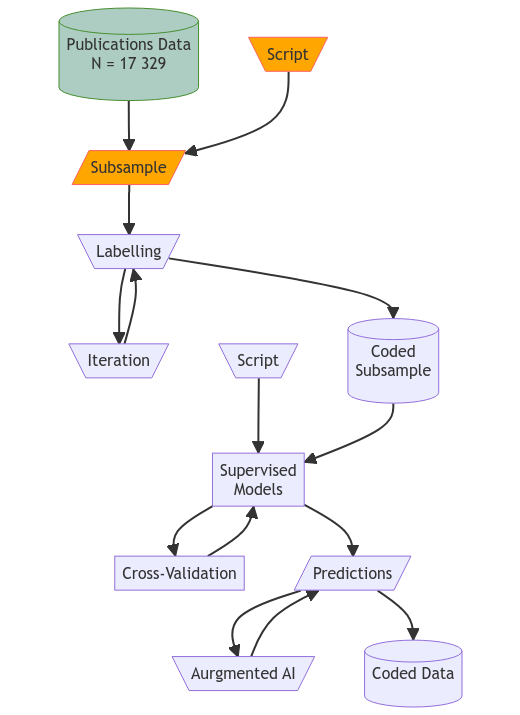 Publications Data
N = 17 329
Script
Subsample
Labelling
Iteration
Script
Coded
Subsample
Supervised
Models
Cross-Validation
Predictions
Aurgmented AI
Coded Data